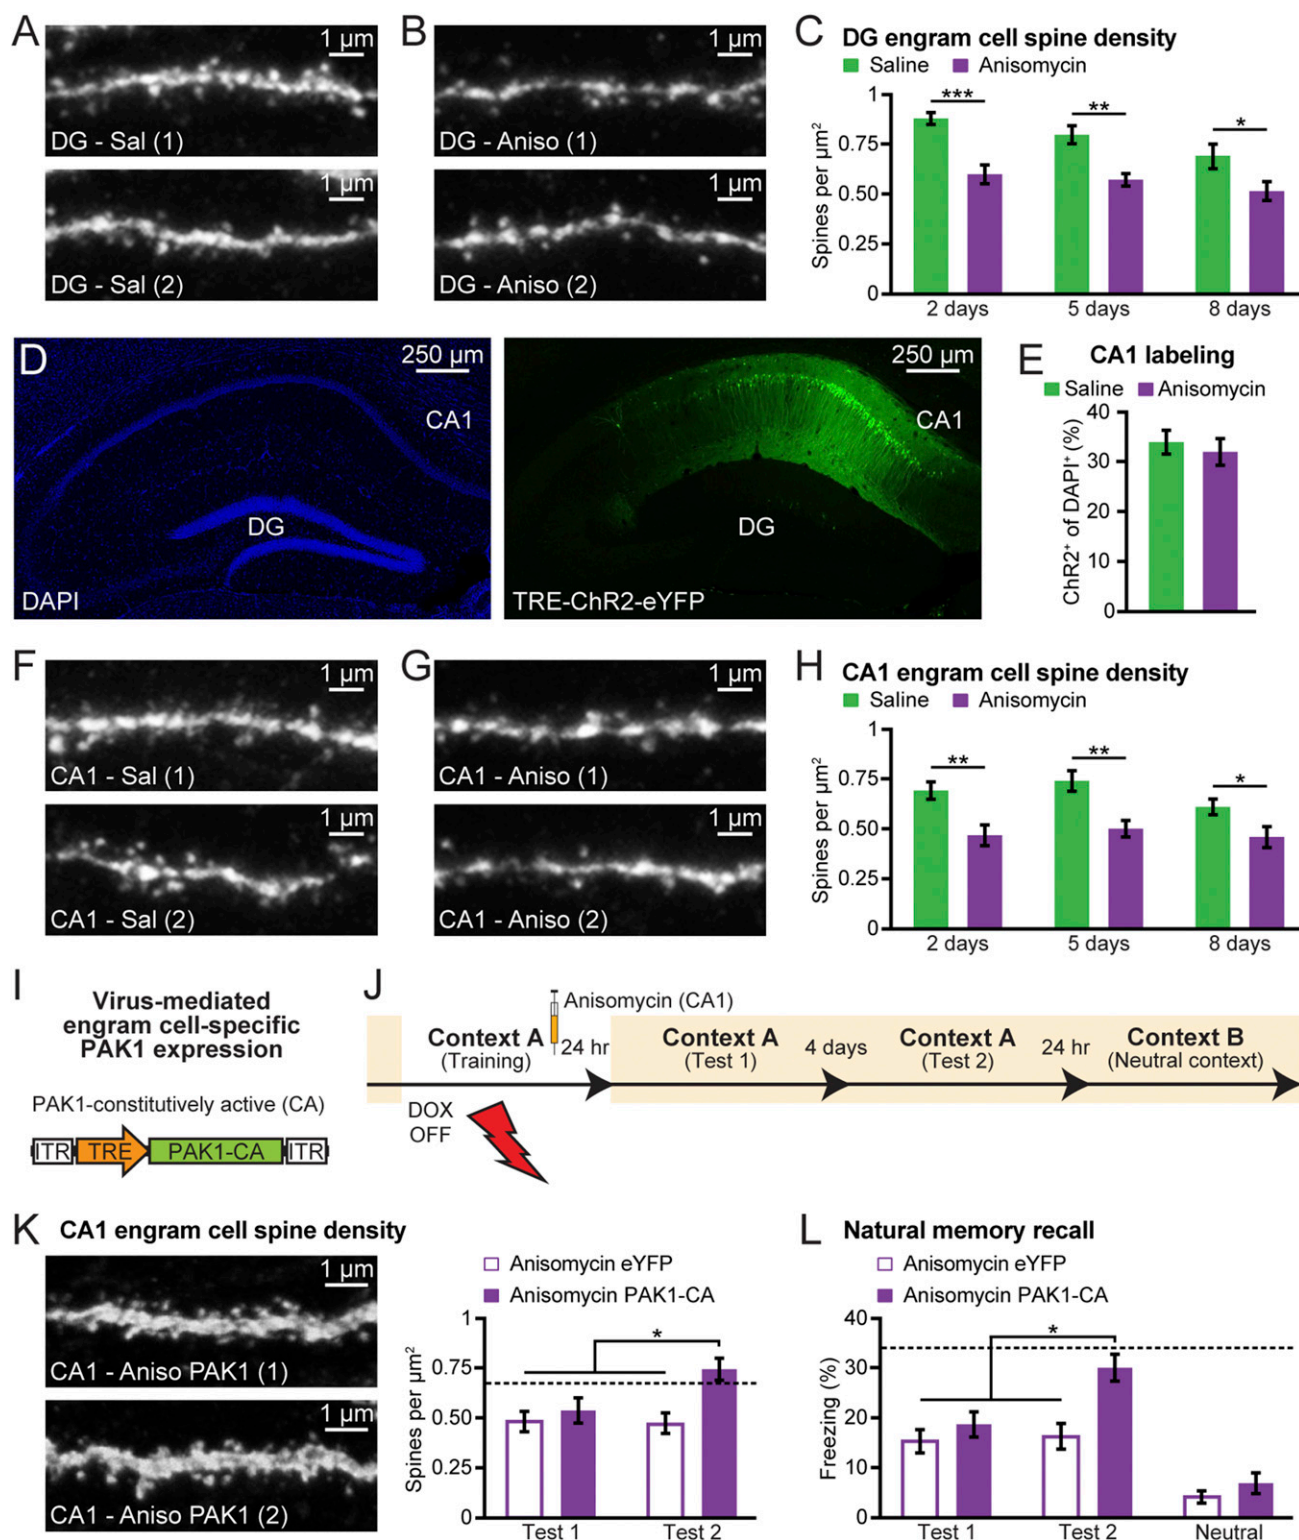 A
1 µm
DG - Sal (1)
1 µm
DG - Sal (2)
B
1 µm
DG - Aniso (1)
1 µm
DG - Aniso (2)
C DG engram cell spine density
Saline Anisomycin
Spines per µm²
1
0.75
0.50
0.25
0
***
**
*
2 days 5 days 8 days
D
250 µm
CA1
DG
DAPI
250 µm
CA1
DG
TRE-ChR2-eYFP
E CA1 labeling
Saline Anisomycin
ChR2⁺ of DAPI⁺ (%)
40
30
20
10
0
F
1 µm
CA1 - Sal (1)
1 µm
CA1 - Sal (2)
G
1 µm
CA1 - Aniso (1)
1 µm
CA1 - Aniso (2)
H CA1 engram cell spine density
Saline Anisomycin
Spines per µm²
1
0.75
0.50
0.25
0
**
**
*
2 days 5 days 8 days
I
Virus-mediated
engram cell-specific
PAK1 expression
PAK1-constitutively active (CA)
ITR TRE PAK1-CA ITR
J
Anisomycin (CA1)
Context A
(Training)
24 hr
Context A
(Test 1)
4 days
Context A
(Test 2)
24 hr
Context B
(Neutral context)
DOX
OFF
K CA1 engram cell spine density
1 µm
CA1 - Aniso PAK1 (1)
1 µm
CA1 - Aniso PAK1 (2)
Anisomycin eYFP
Anisomycin PAK1-CA
Spines per µm²
1
0.75
0.50
0.25
0
*
Test 1 Test 2
L Natural memory recall
Anisomycin eYFP
Anisomycin PAK1-CA
Freezing (%)
40
30
20
10
0
*
Test 1 Test 2 Neutral